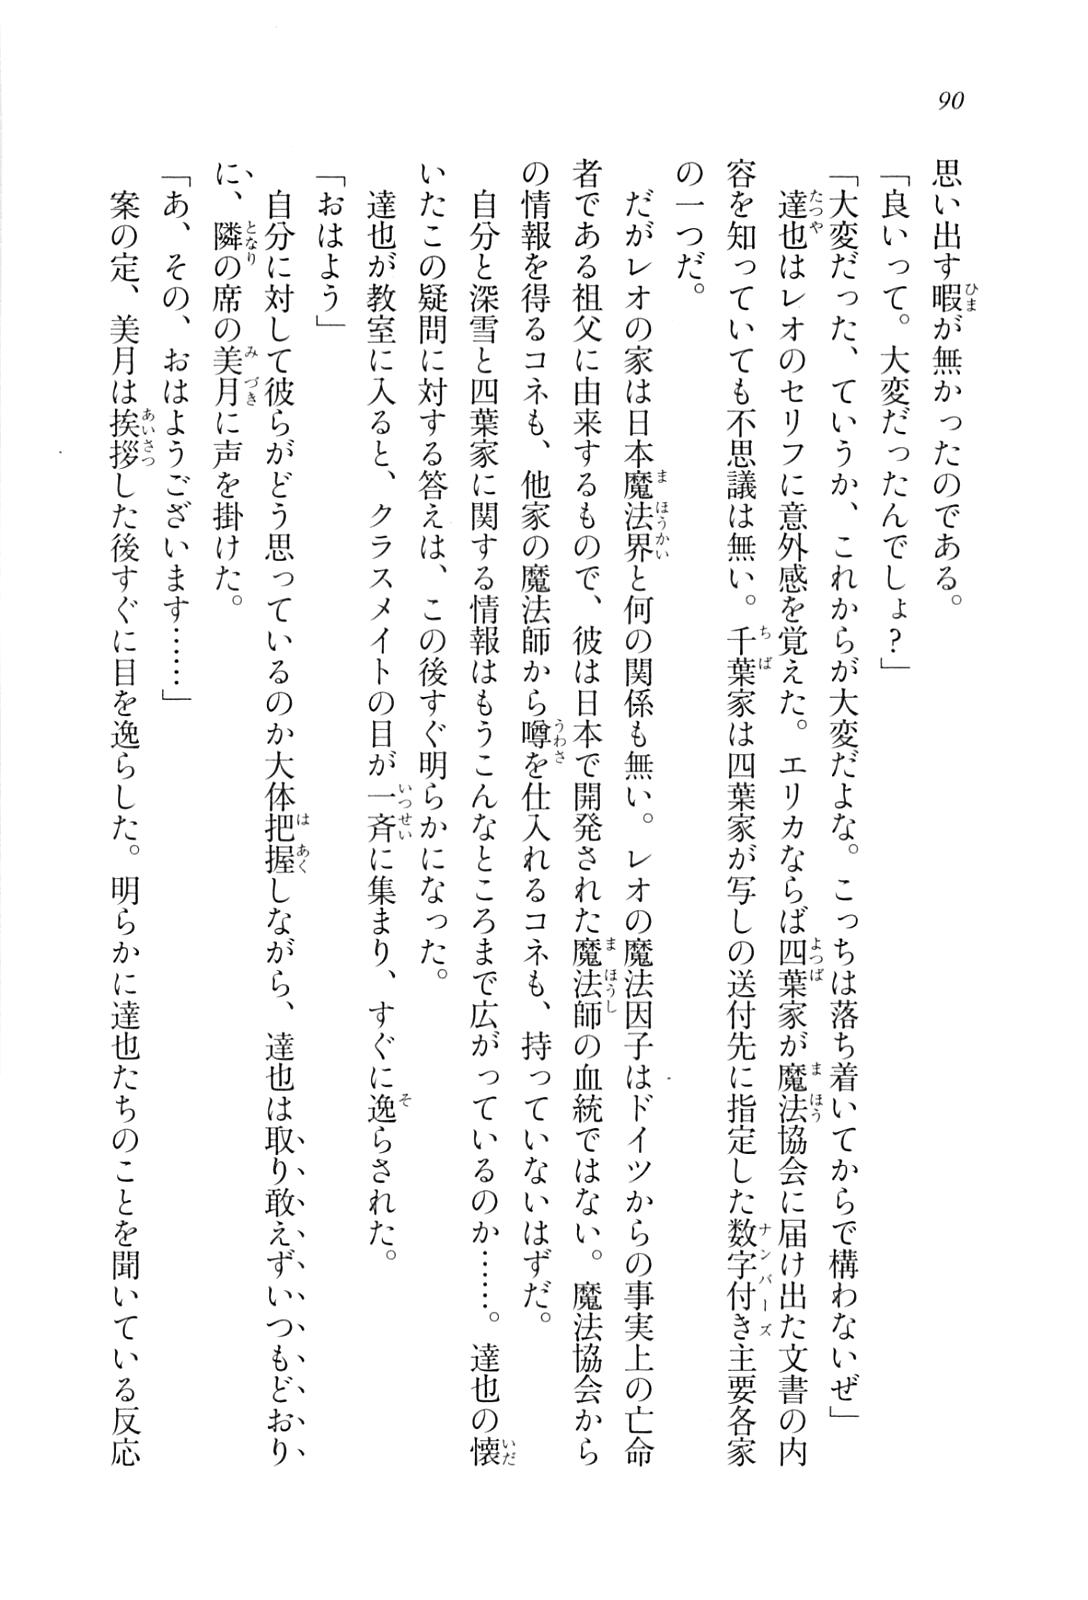 90
思い出す暇が無かったのである。
「良いって。大変だったんでしょ？」
「大変だった、ていうか、これからが大変だよな。こっちは落ち着いてからで構わないぜ」
達也はレオのセリフに意外感を覚えた。エリカならば四葉家が魔法協会に届け出た文書の内
容を知っていても不思議は無い。千葉家は四葉家が写しの送付先に指定した数字付き主要各家
の一つだ。
だがレオの家は日本魔法界と何の関係も無い。レオの魔法因子はドイツからの事実上の亡命
者である祖父に由来するもので、彼は日本で開発された魔法師の血統ではない。魔法協会から
の情報を得るコネも、他家の魔法師から噂を仕入れるコネも、持っていないはずだ。
自分と深雪と四葉家に関する情報はもうこんなところまで広がっているのか……。達也の懐
いたこの疑問に対する答えは、この後すぐ明らかになった。
達也が教室に入ると、クラスメイトの目が一斉に集まり、すぐに逸らされた。
「おはよう」
自分に対して彼らがどう思っているのか大体把握しながら、達也は取り敢えずいつもどおり
に、隣の席の美月に声を掛けた。
「あ、その、おはようございます……」
案の定、美月は挨拶した後すぐに目を逸らした。明らかに達也たちのことを聞いている反応